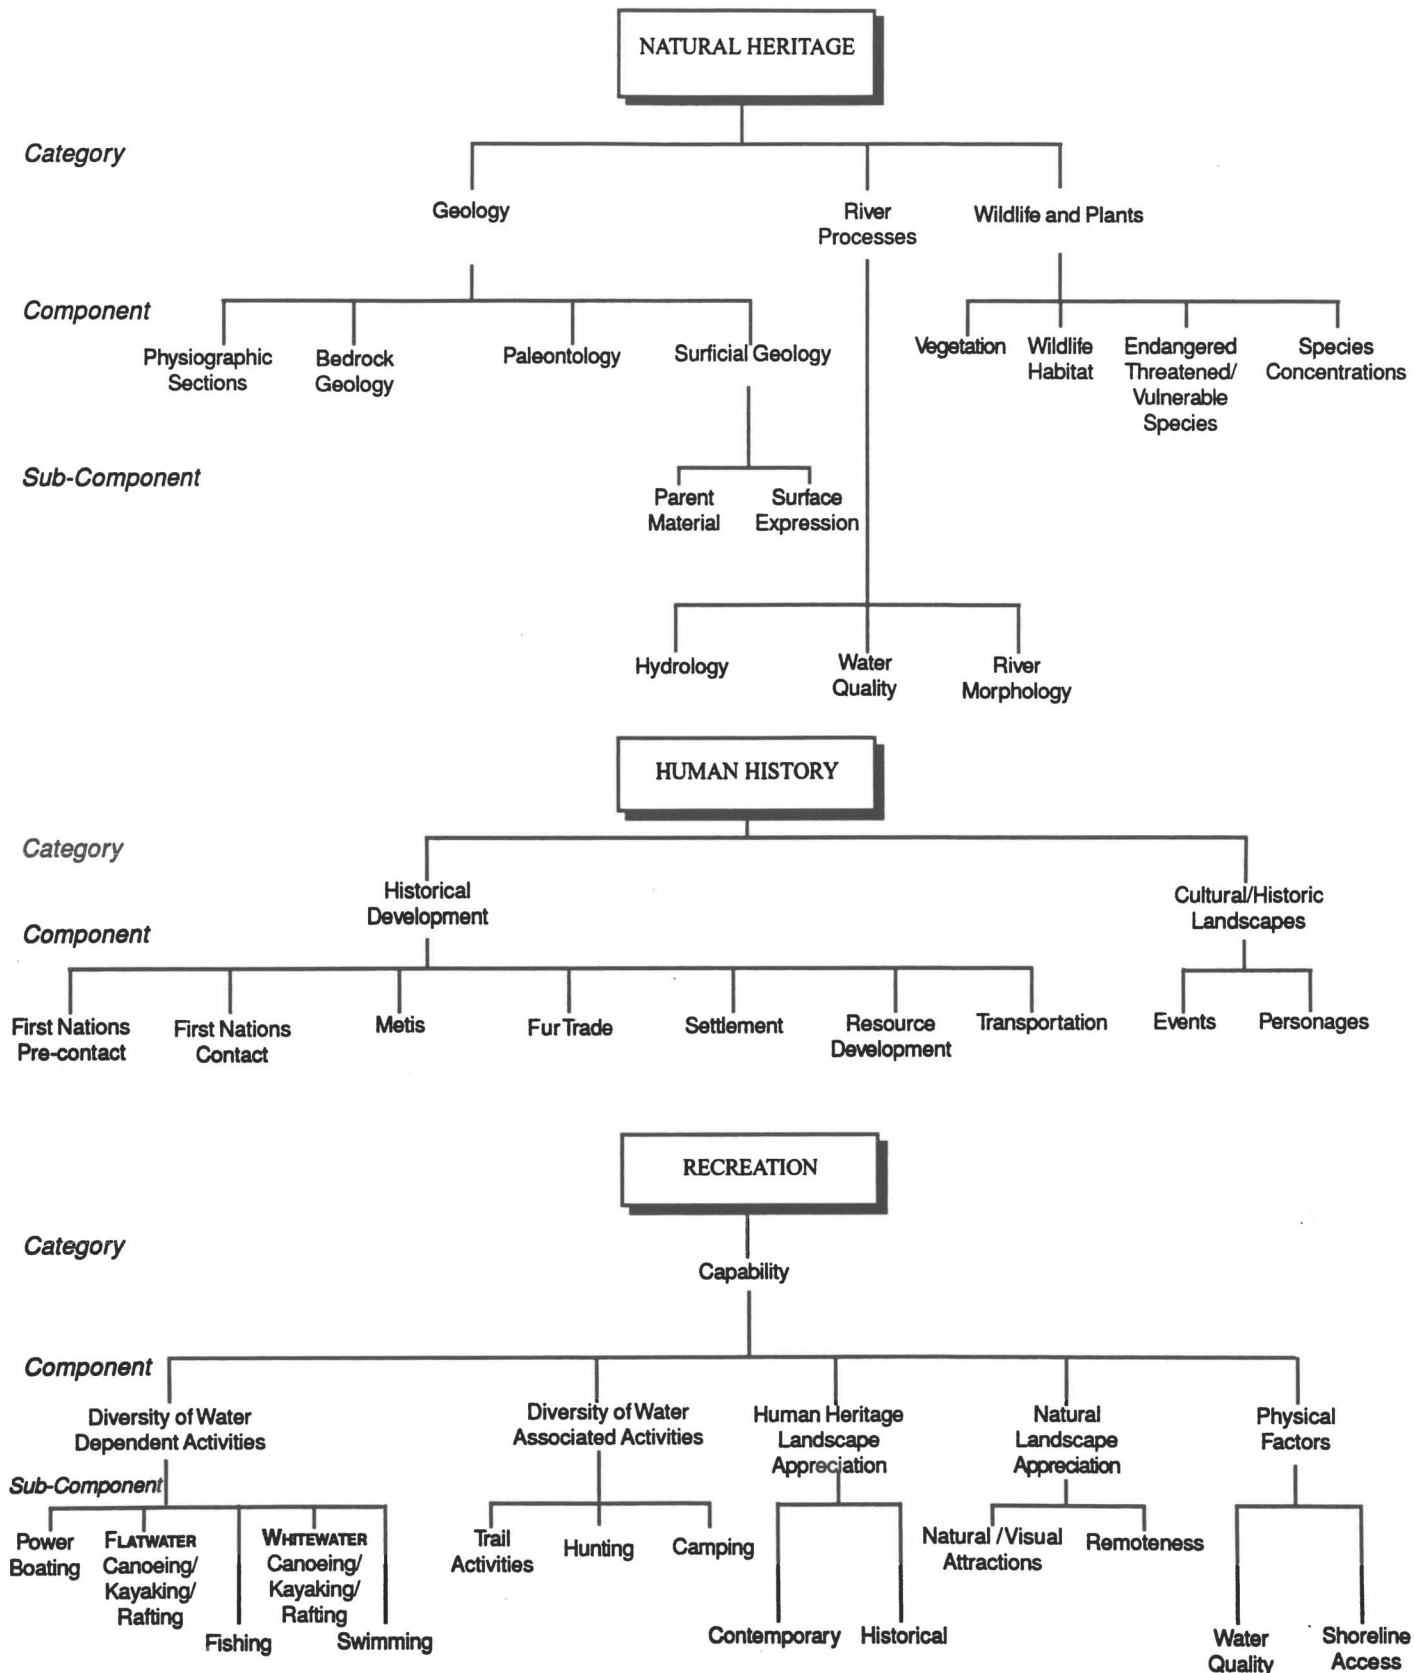 NATURAL HERITAGE
Category
Geology
River
Processes
Wildlife and Plants
Component
Physiographic
Sections
Bedrock
Geology
Paleontology
Surficial Geology
Vegetation
Wildlife
Habitat
Endangered
Threatened/
Vulnerable
Species
Species
Concentrations
Sub-Component
Parent
Material
Surface
Expression
Hydrology
Water
Quality
River
Morphology
HUMAN HISTORY
Category
Historical
Development
Cultural/Historic
Landscapes
Component
First Nations
Pre-contact
First Nations
Contact
Metis
Fur Trade
Settlement
Resource
Development
Transportation
Events
Personages
RECREATION
Category
Capability
Component
Diversity of Water
Dependent Activities
Diversity of Water
Associated Activities
Human Heritage
Landscape
Appreciation
Natural
Landscape
Appreciation
Physical
Factors
Sub-Component
Power
Boating
FLATWATER
Canoeing/
Kayaking/
Rafting
Fishing
WHITEWATER
Canoeing/
Kayaking/
Rafting
Swimming
Trail
Activities
Hunting
Camping
Contemporary
Historical
Natural / Visual
Attractions
Remoteness
Water
Quality
Shoreline
Access